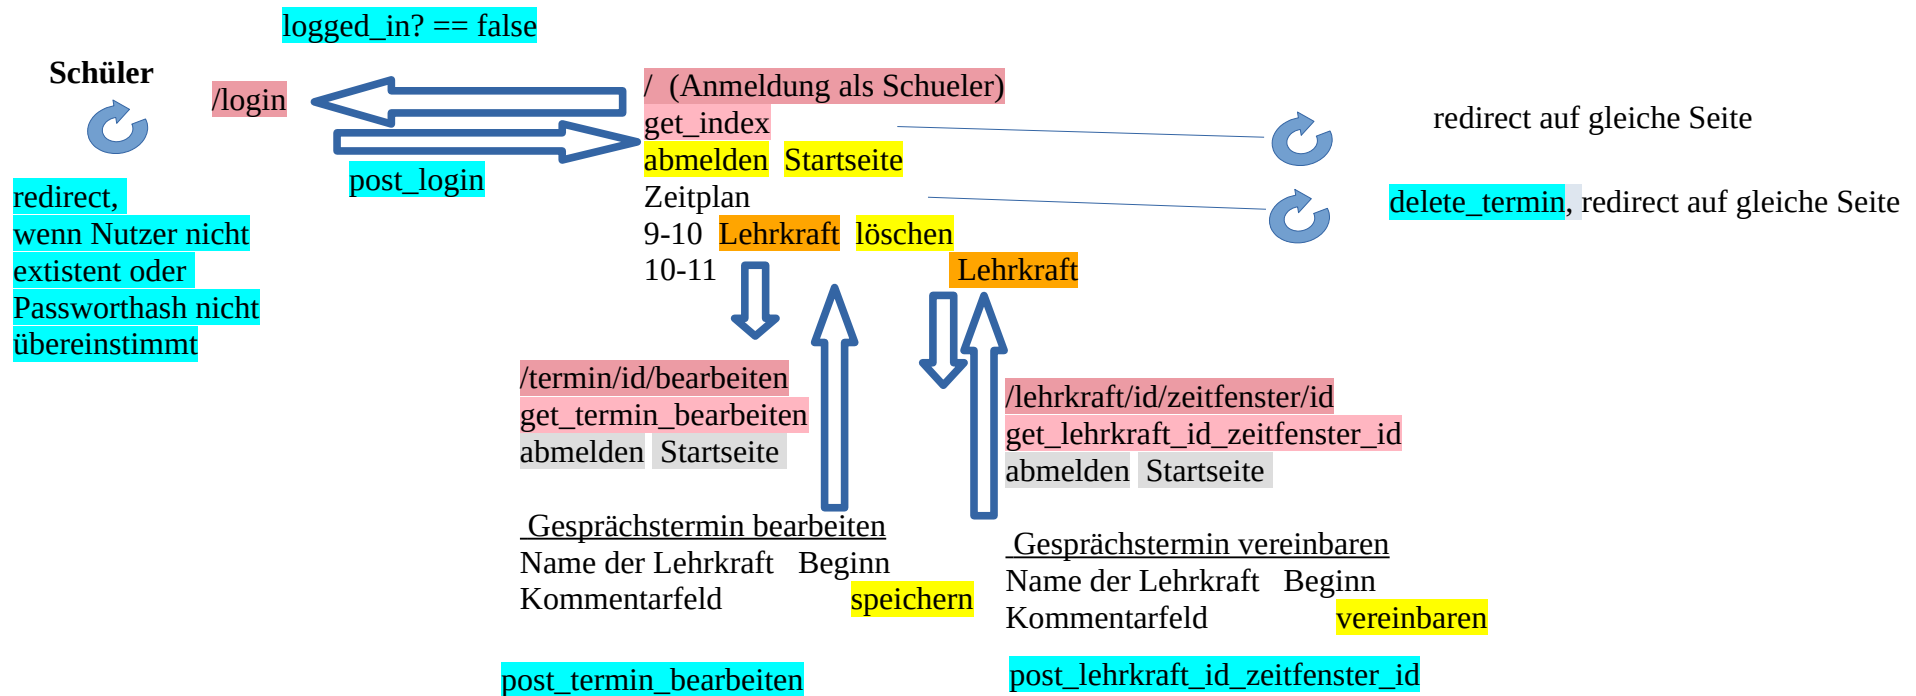 logged_in? == false
Schüler
/login
post_login
redirect,
wenn Nutzer nicht
extistent oder
Passworthash nicht
übereinstimmt
/ (Anmeldung als Schueler)
get_index
abmelden Startseite
Zeitplan
9-10 Lehrkraft löschen
10-11 Lehrkraft
redirect auf gleiche Seite
delete_termin, redirect auf gleiche Seite
/termin/id/bearbeiten
get_termin_bearbeiten
abmelden Startseite
Gesprächstermin bearbeiten
Name der Lehrkraft Beginn
Kommentarfeld speichern
post_termin_bearbeiten
/lehrkraft/id/zeitfenster/id
get_lehrkraft_id_zeitfenster_id
abmelden Startseite
Gesprächstermin vereinbaren
Name der Lehrkraft Beginn
Kommentarfeld vereinbaren
post_lehrkraft_id_zeitfenster_id